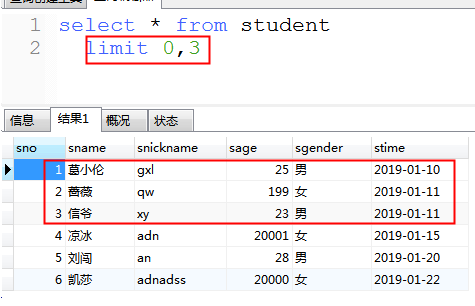 1 select * from student
2 limit 0,3
信息 结果1 概况 状态
sno sname snickname sage sgender stime
1 葛小伦 gxl 25 男 2019-01-10
2 蔷薇 qw 199 女 2019-01-11
3 信爷 xy 23 男 2019-01-11
4 凉冰 adn 20001 女 2019-01-15
5 刘闯 an 28 男 2019-01-20
6 凯莎 adnadss 20000 女 2019-01-22